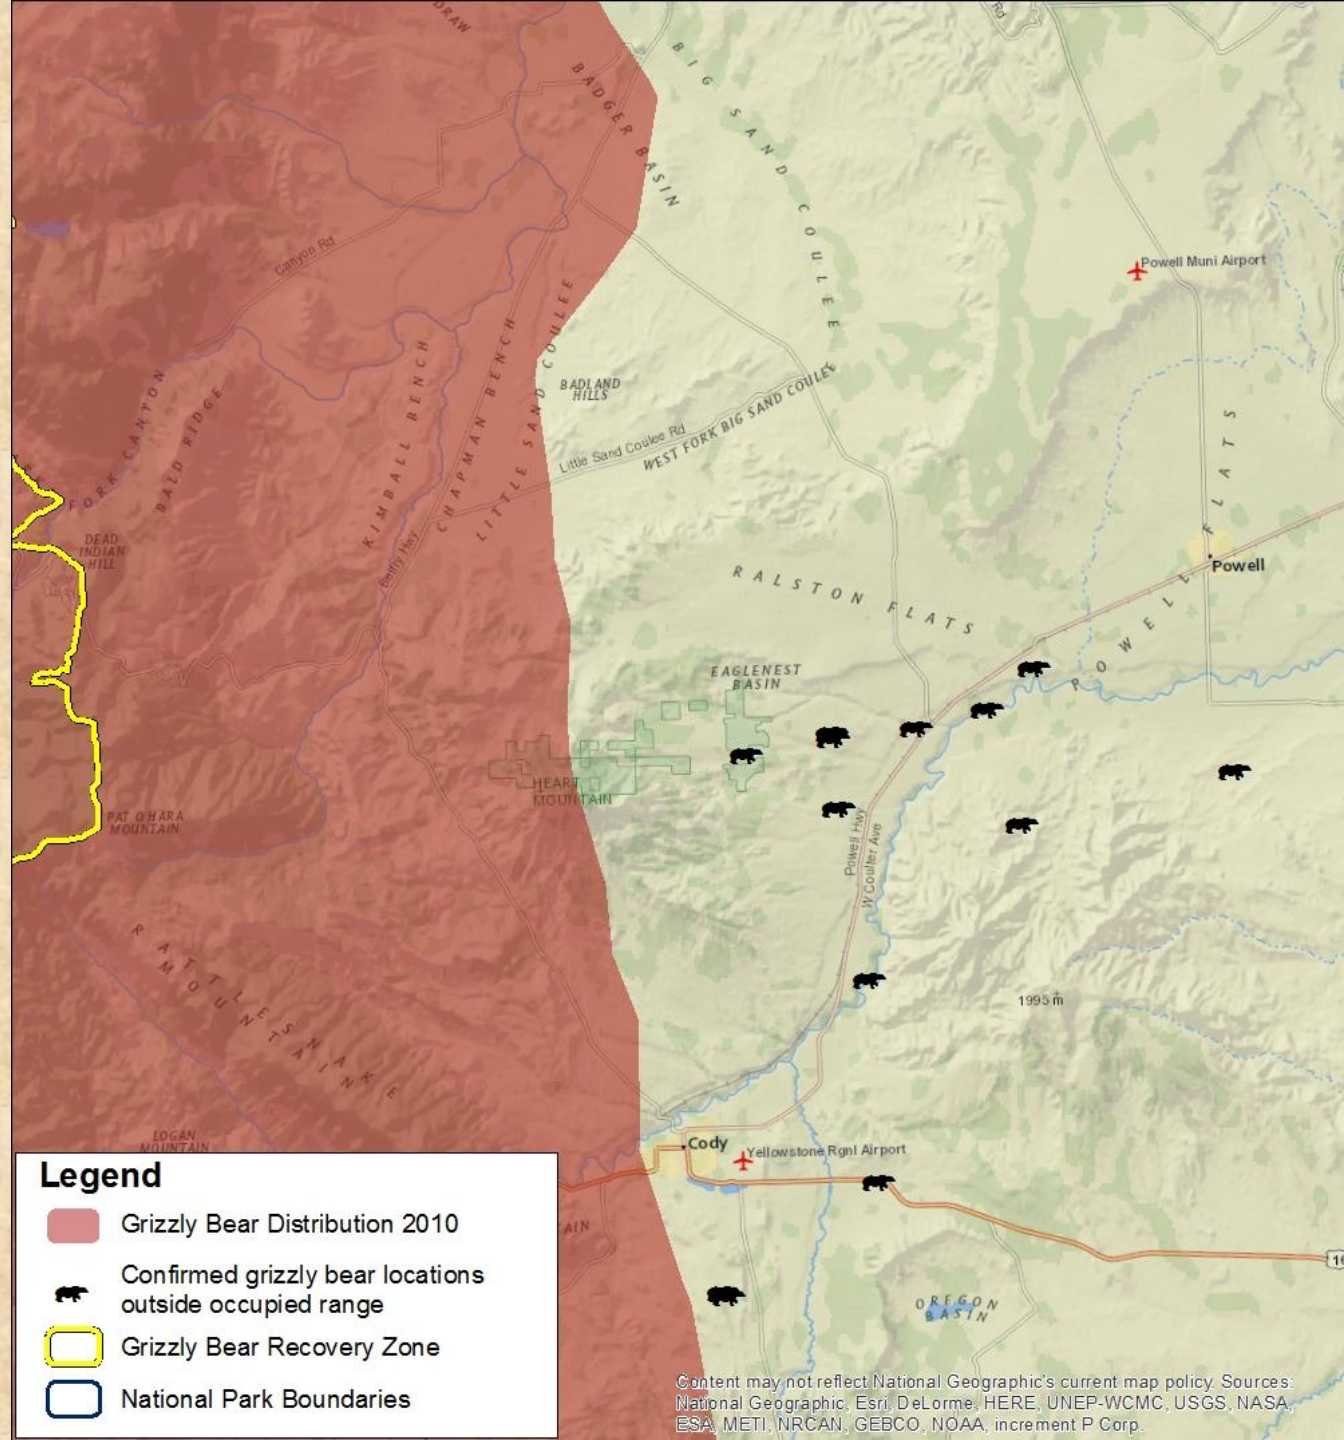 DRAW
Rd
BIG SAND COULEE
BADGER BASIN
Powell Muni Airport
Canyon Rd
BADLAND
HILLS
Little Sand Coulee Rd
WEST FORK BIG SAND COULEE
KIMBALL BENCH
CHAPMAN BENCH
LITTLE SAND COULEE
FORK CANYON
BALD RIDGE
DEAD
INDIAN
HILL
Belfry Hwy
RALSTON FLATS
Powell
POWELL FLATS
EAGLENEST
BASIN
HEART
MOUNTAIN
PAT O'HARA
MOUNTAIN
Powell Hwy
W Coulter Ave
RATTLESNAKE
MOUNTAIN
1995 m
LOGAN
MOUNTAIN
Cody
Yellowstone Rgnl Airport
AIN
OREGON
BASIN
16
Legend
Grizzly Bear Distribution 2010
Confirmed grizzly bear locations
outside occupied range
Grizzly Bear Recovery Zone
National Park Boundaries
Content may not reflect National Geographic's current map policy. Sources:
National Geographic, Esri, DeLorme, HERE, UNEP-WCMC, USGS, NASA,
ESA, METI, NRCAN, GEBCO, NOAA, increment P Corp.